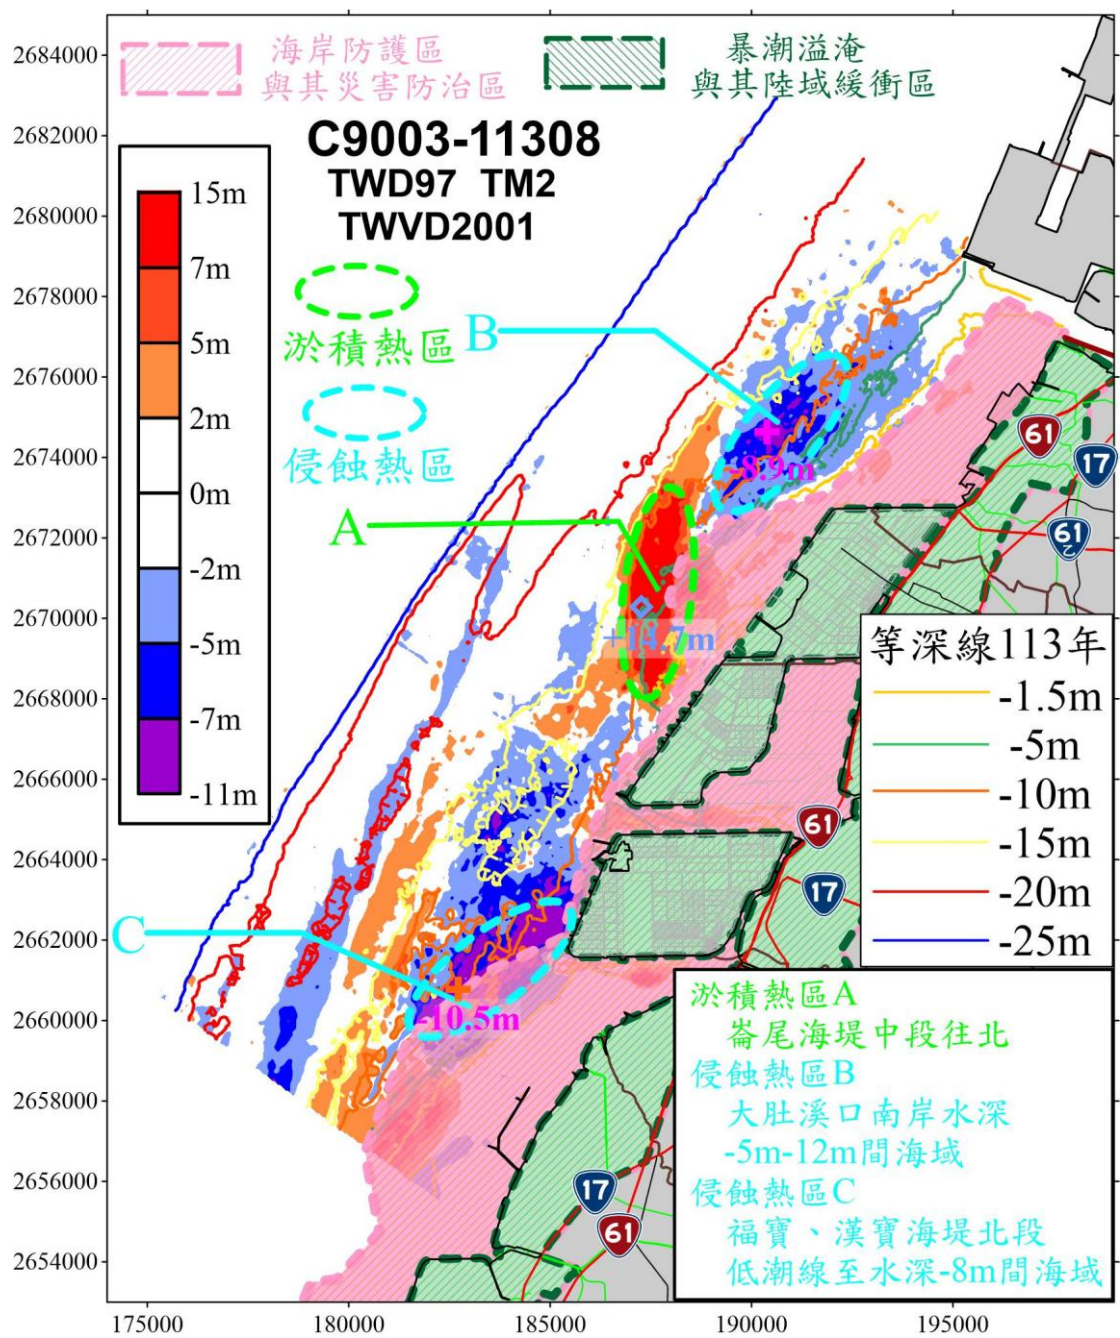 海岸防護區
與其災害防治區
暴潮溢淹
與其陸域緩衝區
C9003-11308
TWD97 TM2
TWVD2001
15m
7m
5m
2m
0m
-2m
-5m
-7m
-11m
淤積熱區
侵蝕熱區
B
A
C
-8.9m
+14.7m
-10.5m
61
17
61乙
61
17
17
61
等深線113年
-1.5m
-5m
-10m
-15m
-20m
-25m
淤積熱區A
崙尾海堤中段往北
侵蝕熱區B
大肚溪口南岸水深
-5m-12m間海域
侵蝕熱區C
福寶、漢寶海堤北段
低潮線至水深-8m間海域
2684000
2682000
2680000
2678000
2676000
2674000
2672000
2670000
2668000
2666000
2664000
2662000
2660000
2658000
2656000
2654000
175000
180000
185000
190000
195000